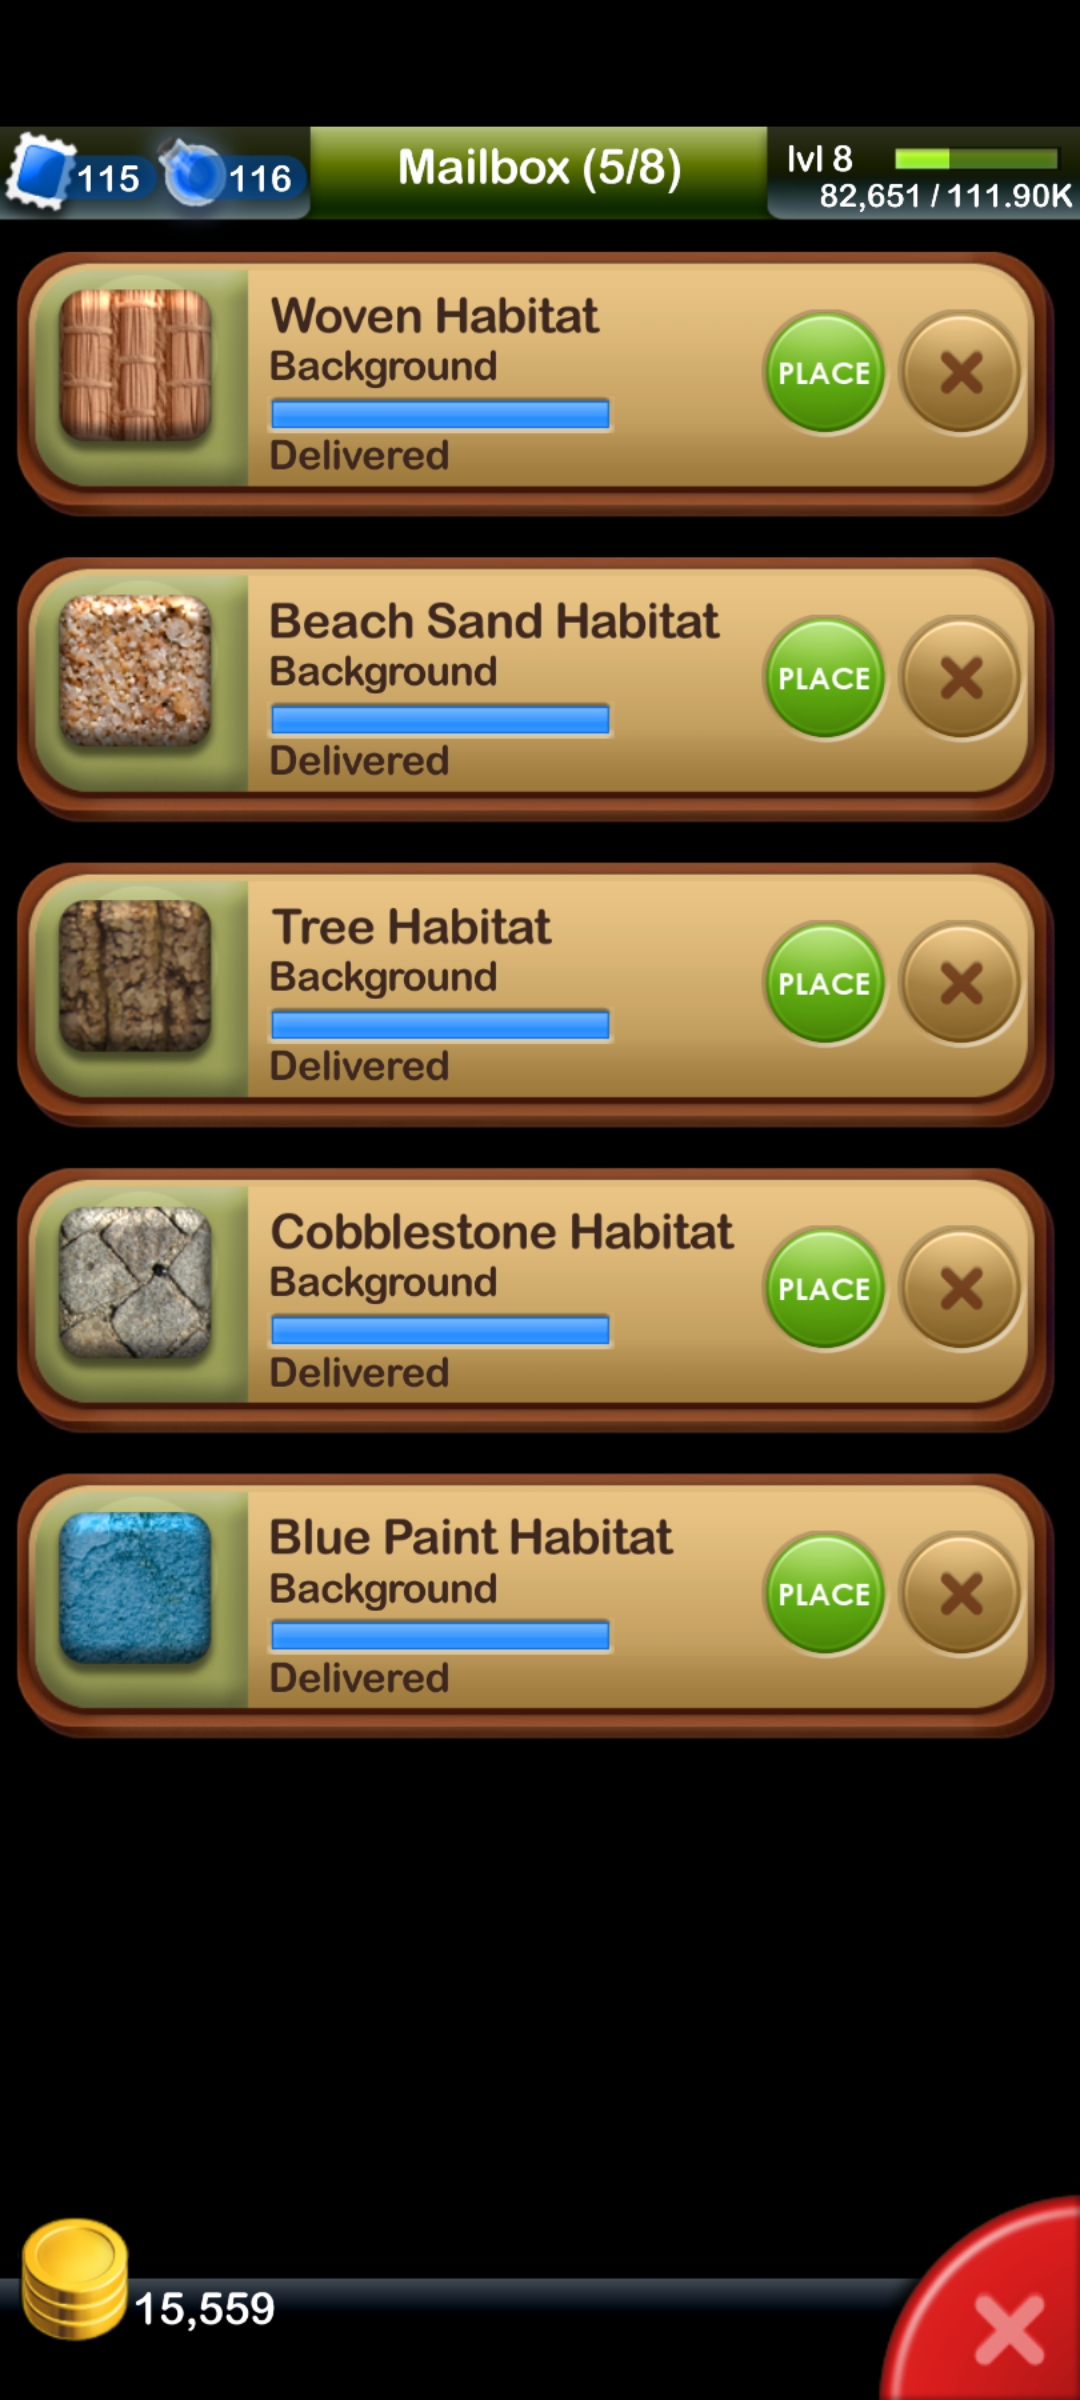 115 116 Mailbox (5/8) lvl 8
82,651 / 111.90K
Woven Habitat
Background
PLACE
Delivered
Beach Sand Habitat
Background
PLACE
Delivered
Tree Habitat
Background
PLACE
Delivered
Cobblestone Habitat
Background
PLACE
Delivered
Blue Paint Habitat
Background
PLACE
Delivered
15,559